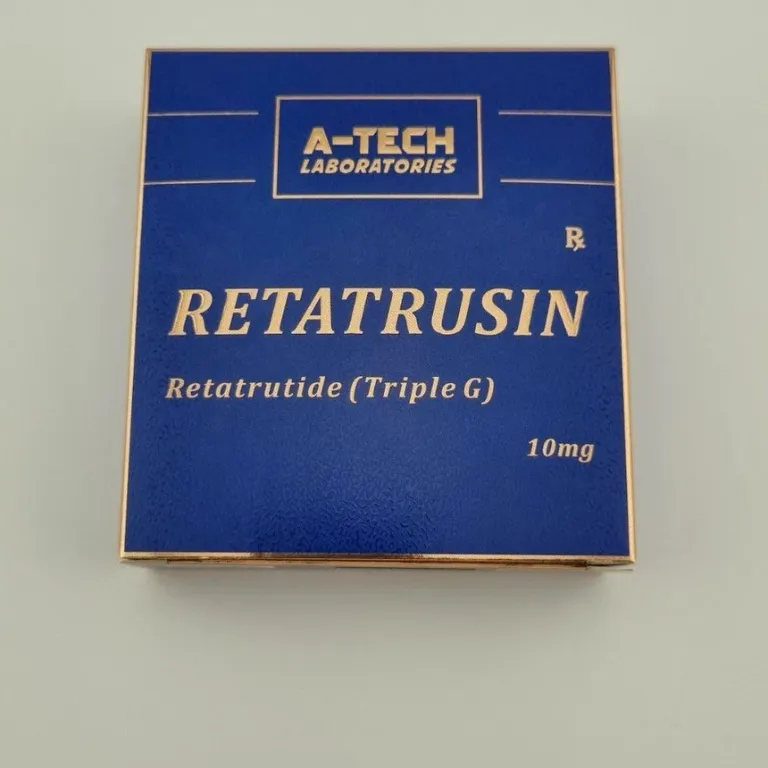 A-TECH
LABORATORIES
℞
RETATRUSIN
Retatrutide (Triple G)
10mg